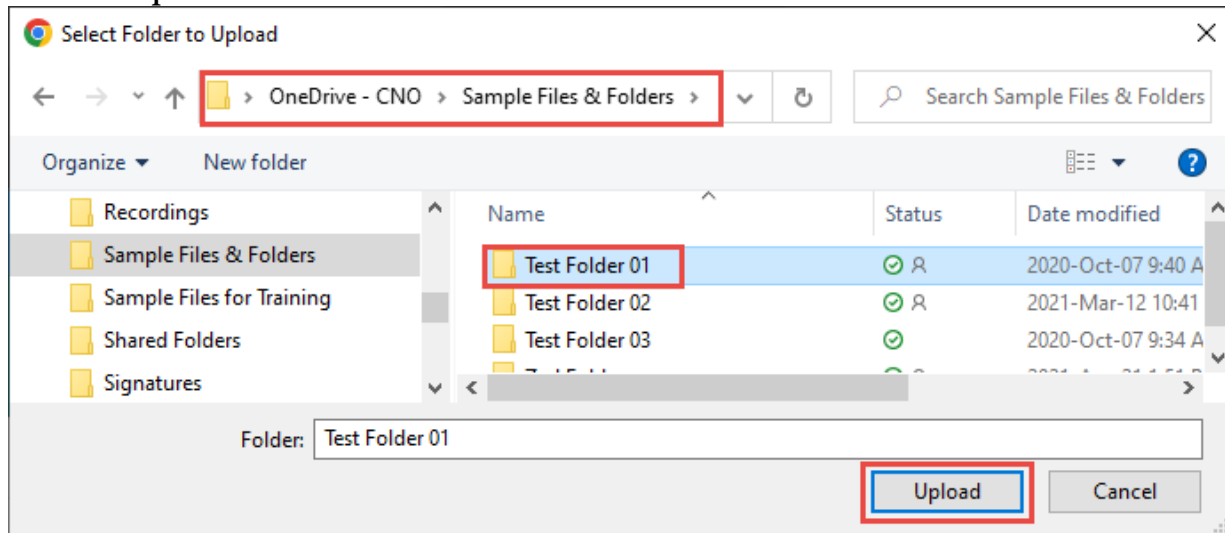 Select Folder to Upload
OneDrive - CNO > Sample Files & Folders >
Search Sample Files & Folders
Organize
New folder
Recordings
Sample Files & Folders
Sample Files for Training
Shared Folders
Signatures
Name Status Date modified
Test Folder 01 2020-Oct-07 9:40 A
Test Folder 02 2021-Mar-12 10:41
Test Folder 03 2020-Oct-07 9:34 A
Folder: Test Folder 01
Upload
Cancel